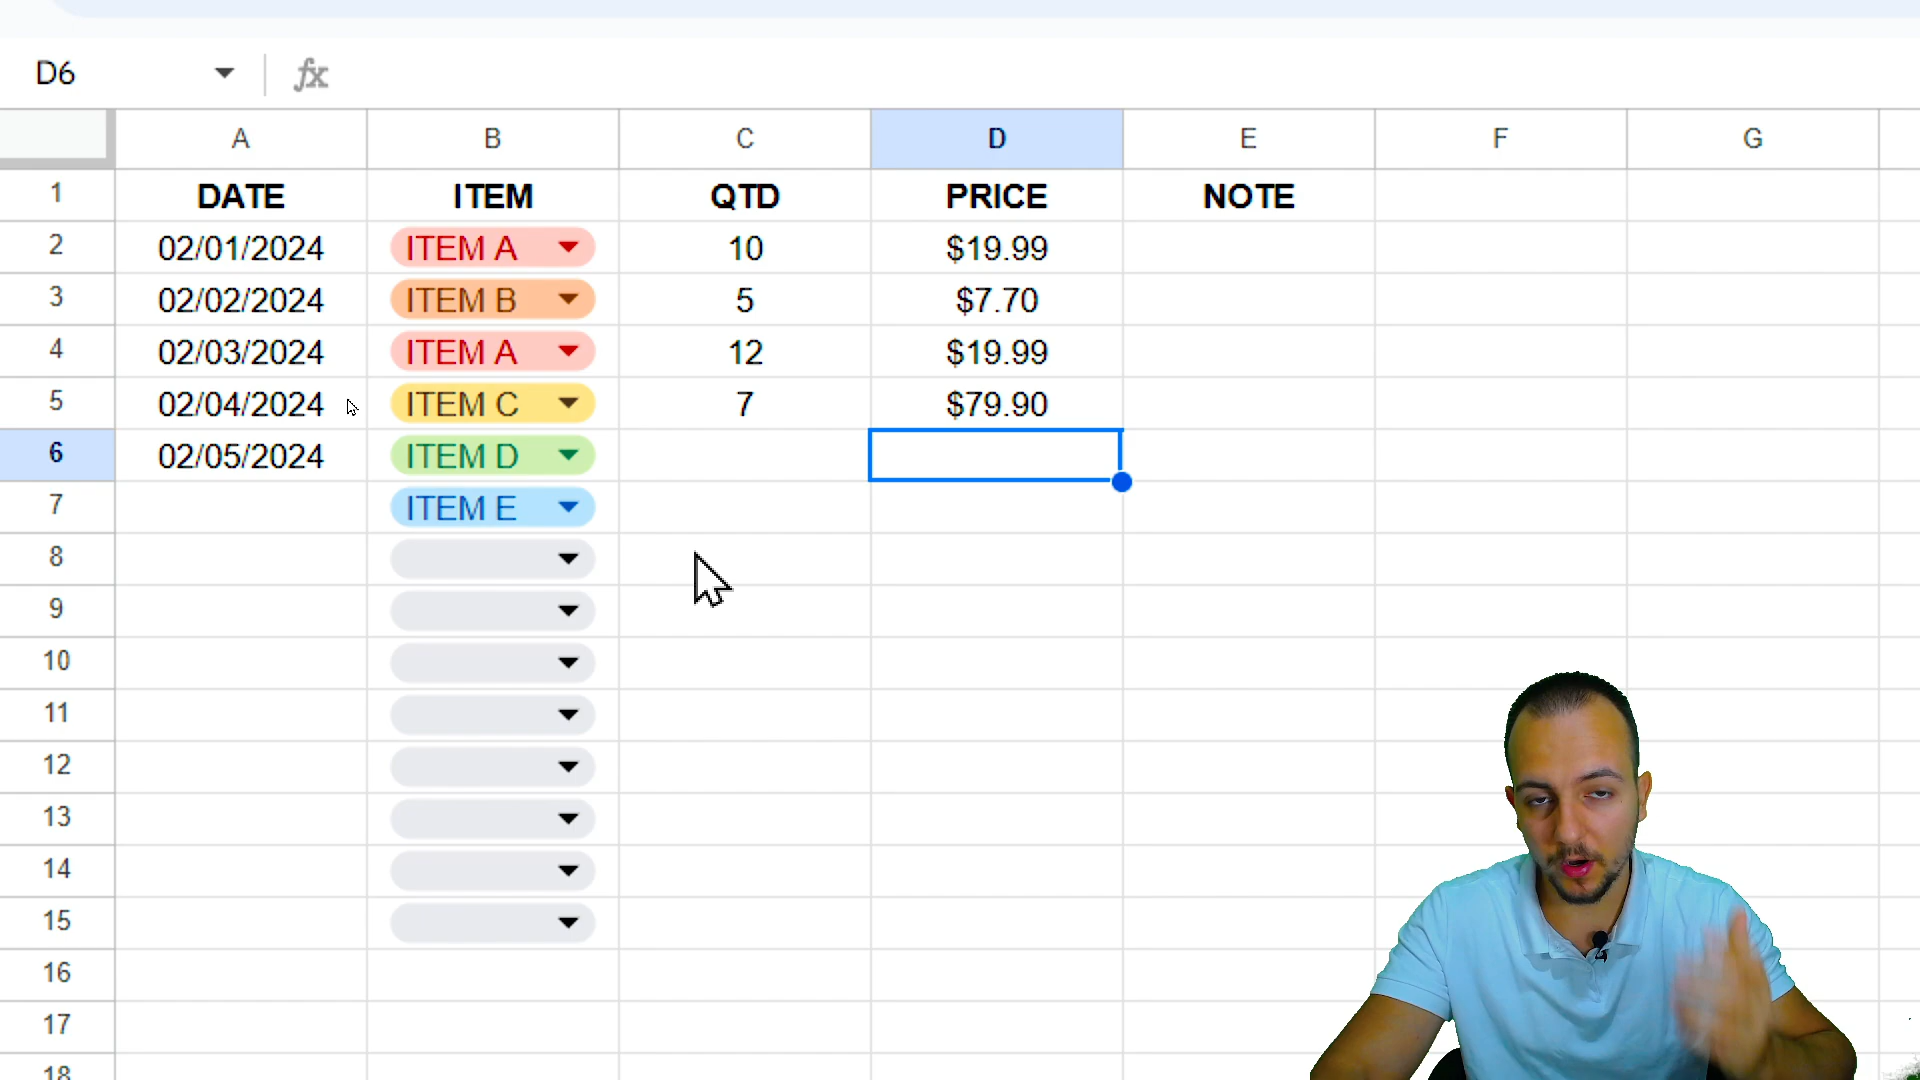 D6 fx
A B C D E F G
1 DATE ITEM QTD PRICE NOTE
2 02/01/2024 ITEM A 10 $19.99
3 02/02/2024 ITEM B 5 $7.70
4 02/03/2024 ITEM A 12 $19.99
5 02/04/2024 ITEM C 7 $79.90
6 02/05/2024 ITEM D
7 ITEM E
8
9
10
11
12
13
14
15
16
17
18